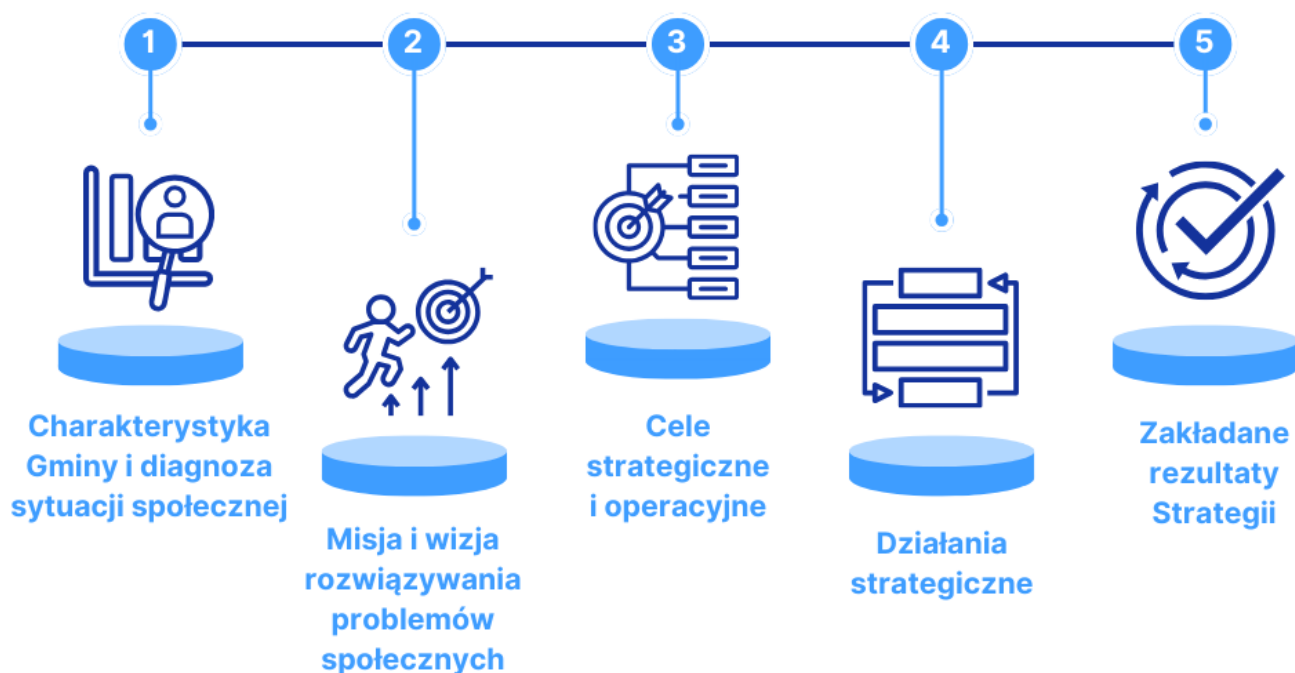 1
2
3
4
5
Charakterystyka
Gminy i diagnoza
sytuacji społecznej
Misja i wizja
rozwiązywania
problemów
społecznych
Cele
strategiczne
i operacyjne
Działania
strategiczne
Zakładane
rezultaty
Strategii